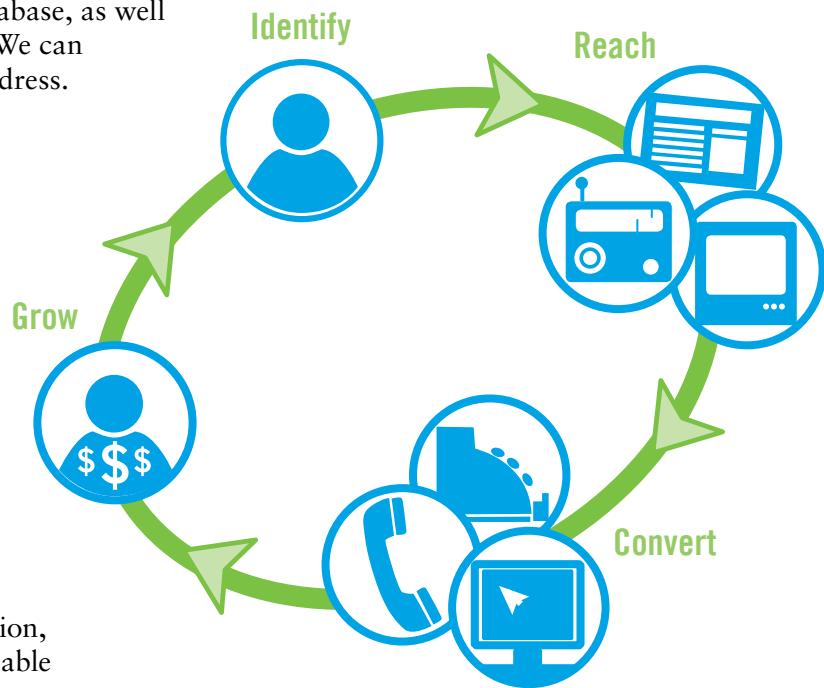 abase, as well
We can
dress.
Identify
Reach
Grow
$$$
Convert
ion,
able